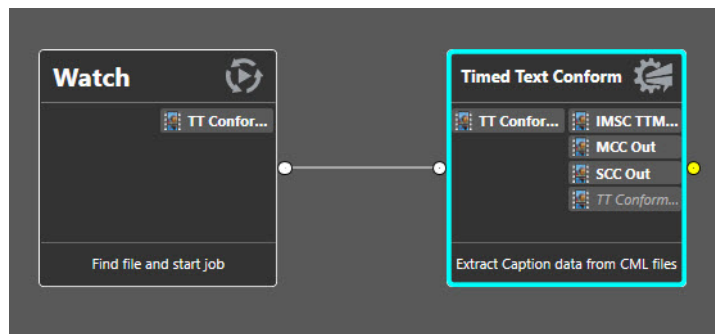 Watch
TT Confor...
Find file and start job
Timed Text Conform
TT Confor...
IMSC TTM...
MCC Out
SCC Out
TT Conform...
Extract Caption data from CML files